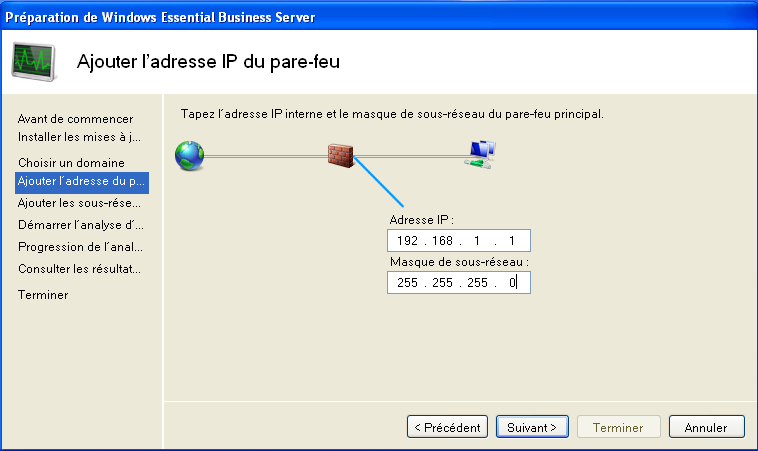 Préparation de Windows Essential Business Server
Ajouter l'adresse IP du pare-feu
Avant de commencer
Installer les mises à j...
Choisir un domaine
Ajouter l'adresse du p...
Ajouter les sous-rése...
Démarrer l'analyse d'...
Progression de l'anal...
Consulter les résultat...
Terminer
Tapez l'adresse IP interne et le masque de sous-réseau du pare-feu principal.
Adresse IP :
192 . 168 . 1 . 1
Masque de sous-réseau :
255 . 255 . 255 . 0
< Précédent
Suivant >
Terminer
Annuler